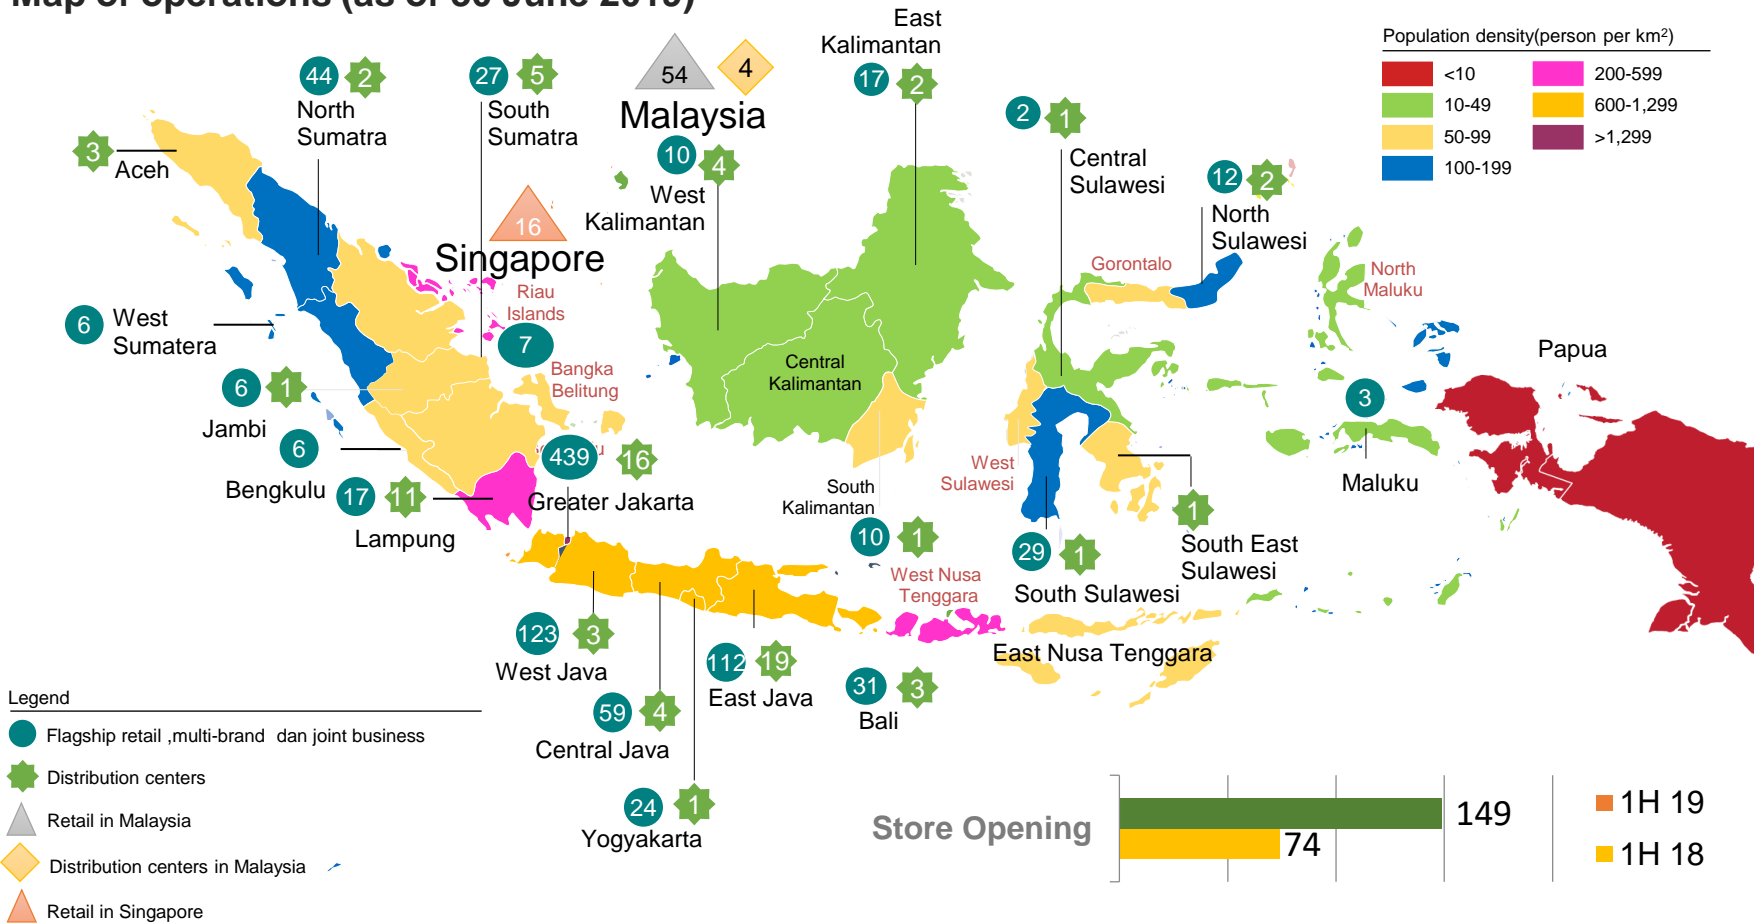 Map of operations (as of 30 June 2019)
East
Kalimantan
17
2
Population density(person per km2)
<10
200-599
10-49
600-1,299
50-99
>1,299
100-199
44
2
North
Sumatra
27
5
South
Sumatra
54
4
Malaysia
10
4
West
Kalimantan
2
1
Central
Sulawesi
12
2
North
Sulawesi
3
Aceh
16
Singapore
Riau
Islands
7
Gorontalo
North
Maluku
6
West
Sumatera
Bangka
Belitung
Central
Kalimantan
Papua
6
1
Jambi
3
Maluku
6
Bengkulu
439
u
16
Greater Jakarta
17
11
Lampung
West
Sulawesi
South
Kalimantan
10
1
1
South East
Sulawesi
29
1
South Sulawesi
West Nusa
Tenggara
East Nusa Tenggara
123
3
West Java
112
19
East Java
31
3
Bali
59
4
Central Java
24
1
Yogyakarta
Legend
Flagship retail ,multi-brand dan joint business
Distribution centers
Retail in Malaysia
Distribution centers in Malaysia
Retail in Singapore
Store Opening
149
74
1H 19
1H 18